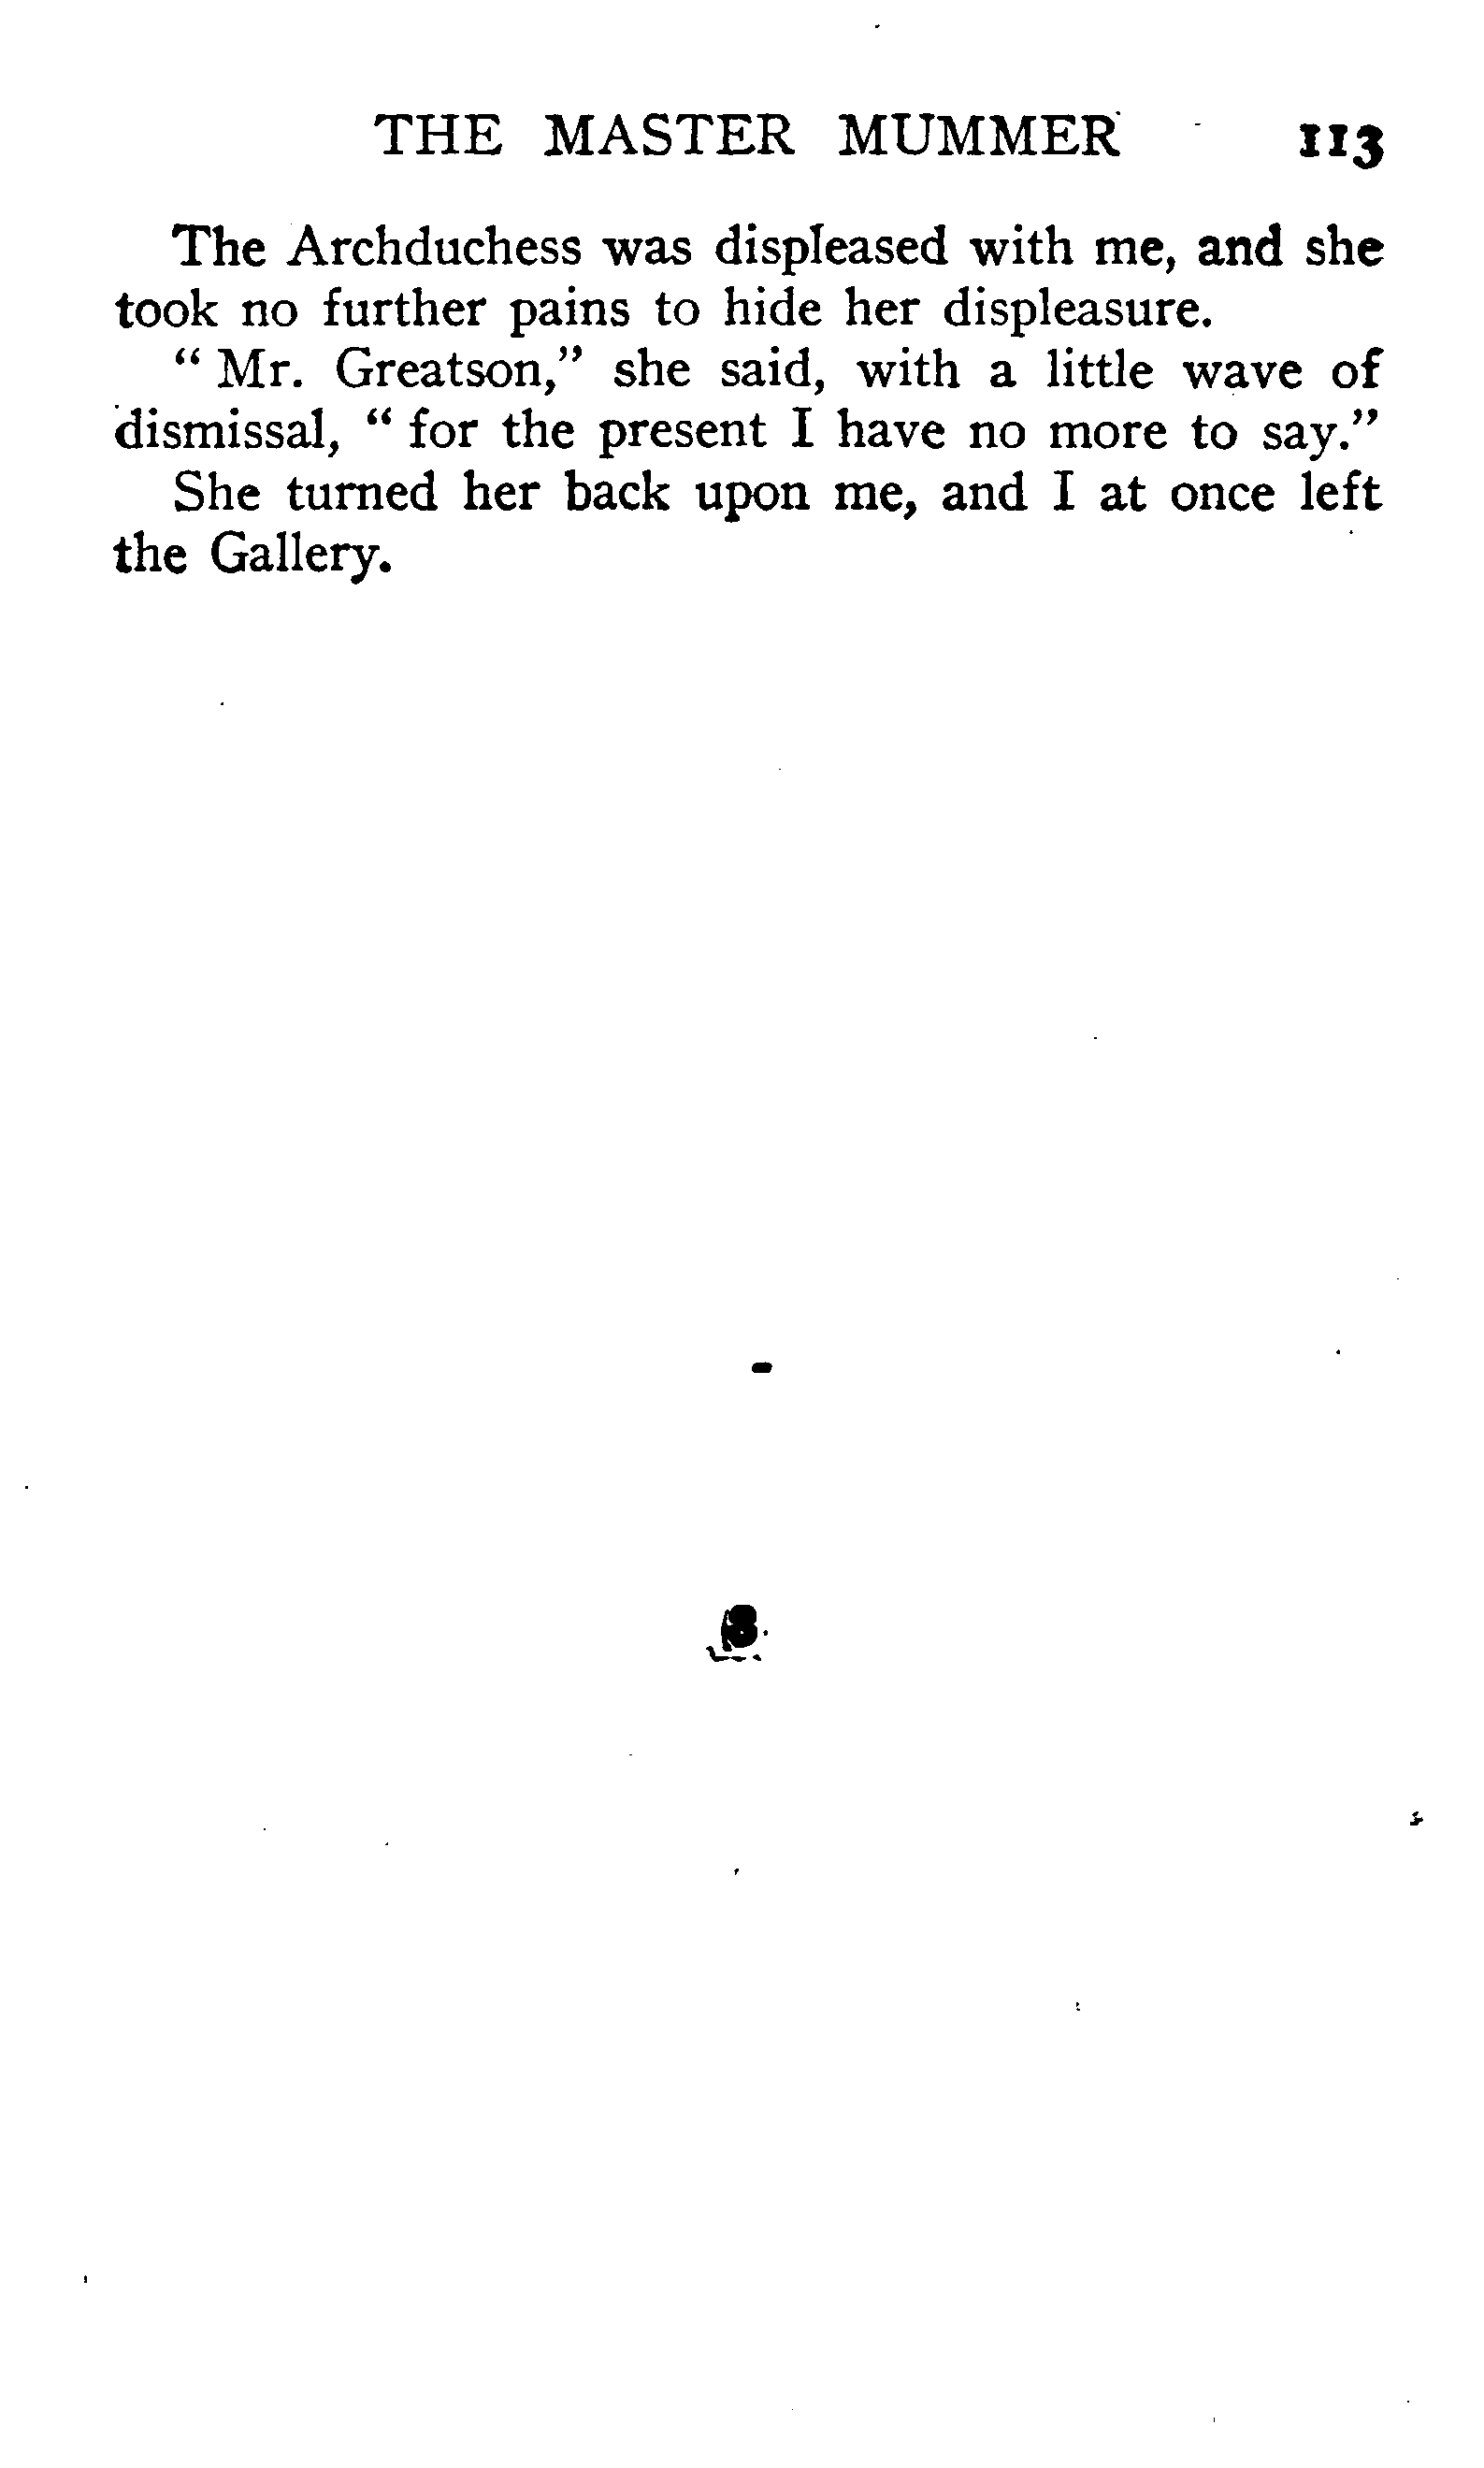 THE MASTER MUMMER 113
The Archduchess was displeased with me, and she
took no further pains to hide her displeasure.
“ Mr. Greatson,” she said, with a little wave of
dismissal, “ for the present I have no more to say.”
She turned her back upon me, and I at once left
the Gallery.